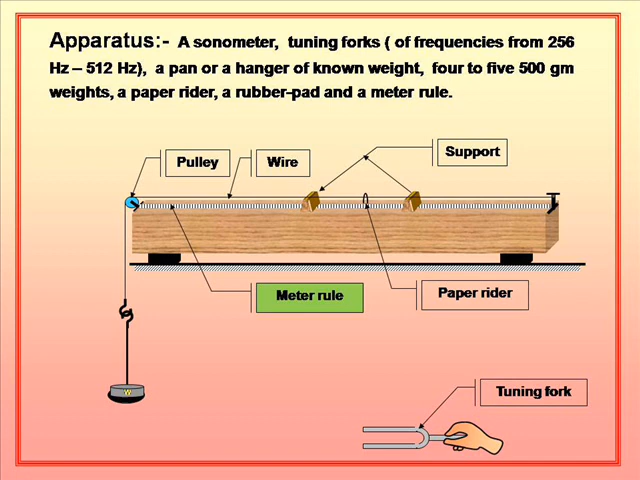 Apparatus:- A sonometer, tuning forks ( of frequencies from 256
Hz – 512 Hz), a pan or a hanger of known weight, four to five 500 gm
weights, a paper rider, a rubber-pad and a meter rule.
Support
Pulley
Wire
Meter rule
Paper rider
W
Tuning fork